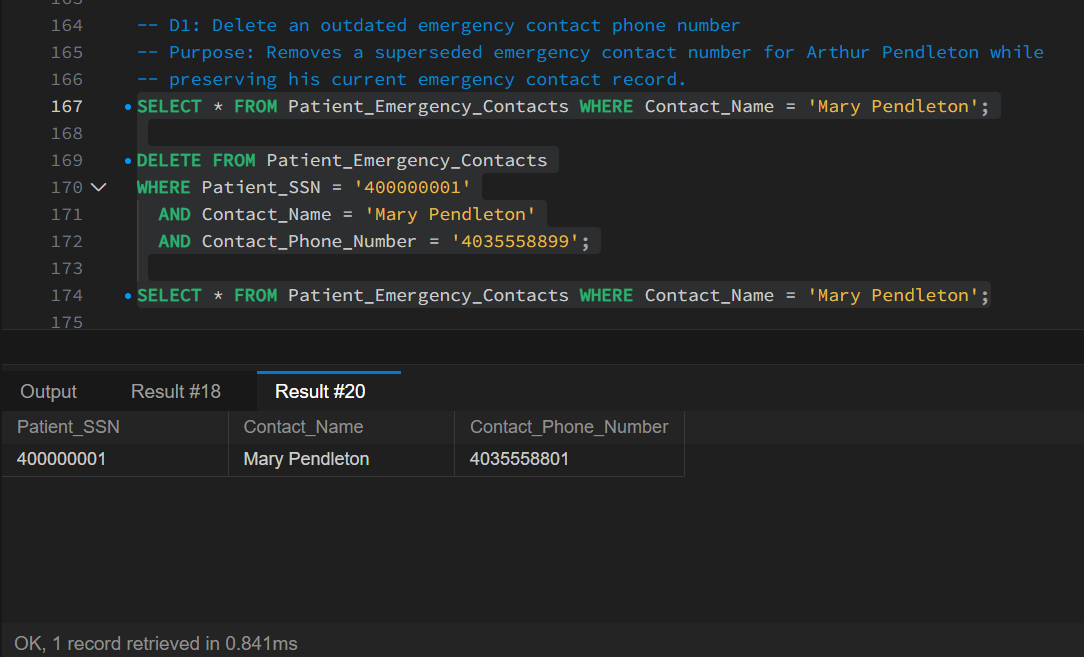 164 -- D1: Delete an outdated emergency contact phone number
165 -- Purpose: Removes a superseded emergency contact number for Arthur Pendleton while
166 -- preserving his current emergency contact record.
167 SELECT * FROM Patient_Emergency_Contacts WHERE Contact_Name = 'Mary Pendleton';
168
169 DELETE FROM Patient_Emergency_Contacts
170 WHERE Patient_SSN = '400000001'
171 AND Contact_Name = 'Mary Pendleton'
172 AND Contact_Phone_Number = '4035558899';
173
174 SELECT * FROM Patient_Emergency_Contacts WHERE Contact_Name = 'Mary Pendleton';
175
Output Result #18 Result #20
Patient_SSN Contact_Name Contact_Phone_Number
400000001 Mary Pendleton 4035558801
OK, 1 record retrieved in 0.841ms